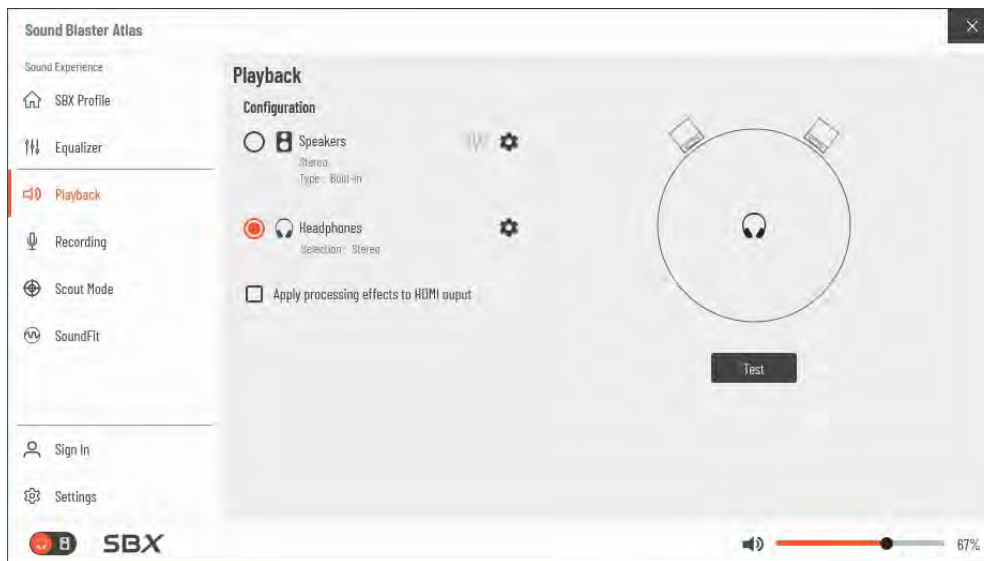 Sound Blaster Atlas
Sound Experience
SBX Profile
Equalizer
Playback
Recording
Scout Mode
SoundFit
Sign In
Settings
SBX
Playback
Configuration
Speakers
Stereo
Type : Built-in
Headphones
Selection : Stereo
Apply processing effects to HDMI ouput
Test
67%